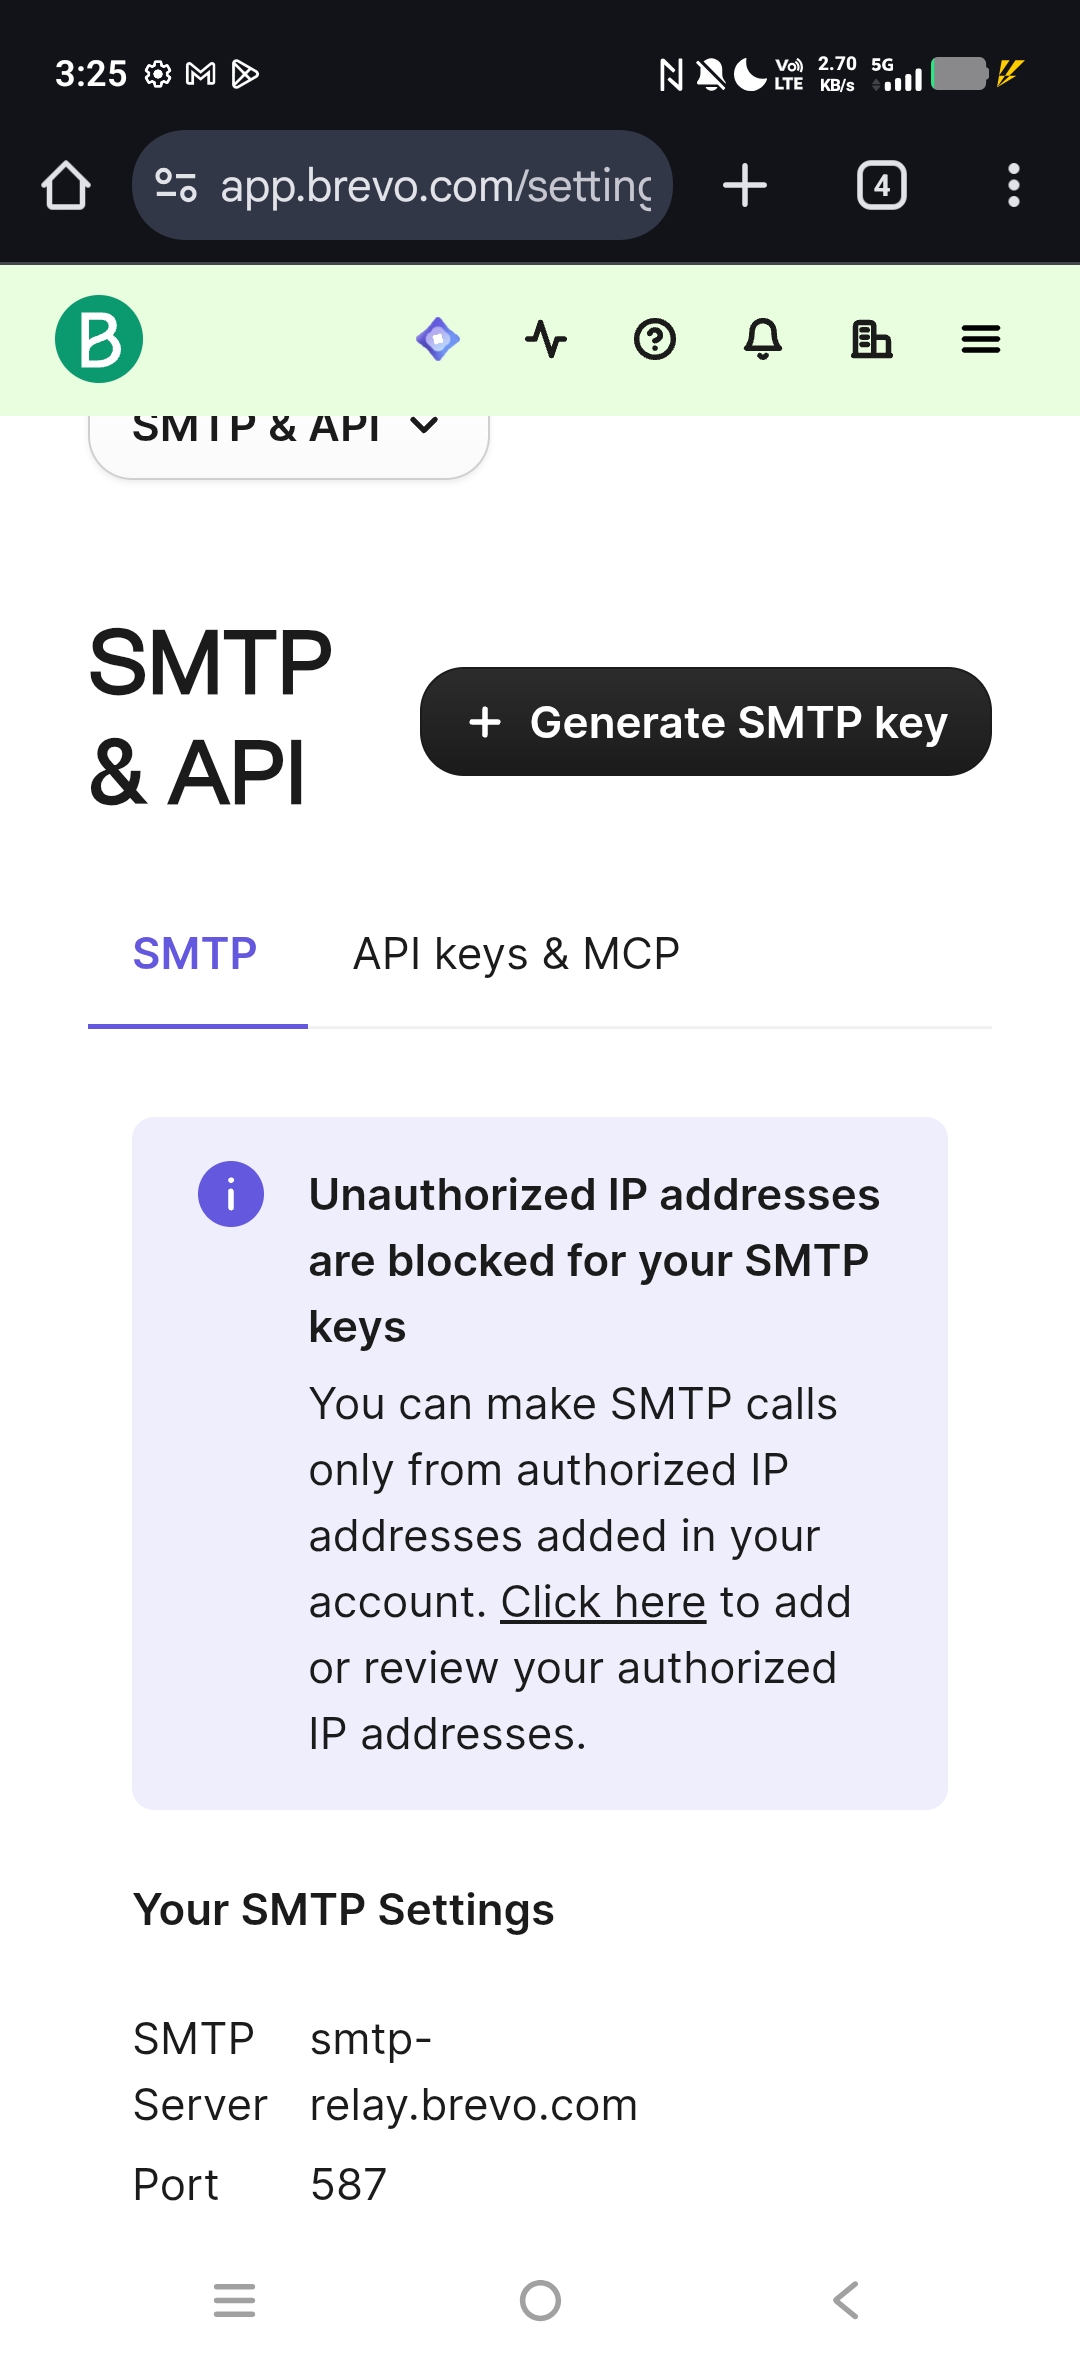 3:25
Vo)) LTE 2.70 KB/s 5G
app.brevo.com/setting
4
B
SMTP & API
SMTP
& API
+ Generate SMTP key
SMTP API keys & MCP
Unauthorized IP addresses
are blocked for your SMTP
keys
You can make SMTP calls
only from authorized IP
addresses added in your
account. Click here to add
or review your authorized
IP addresses.
Your SMTP Settings
SMTP smtp-
Server relay.brevo.com
Port 587